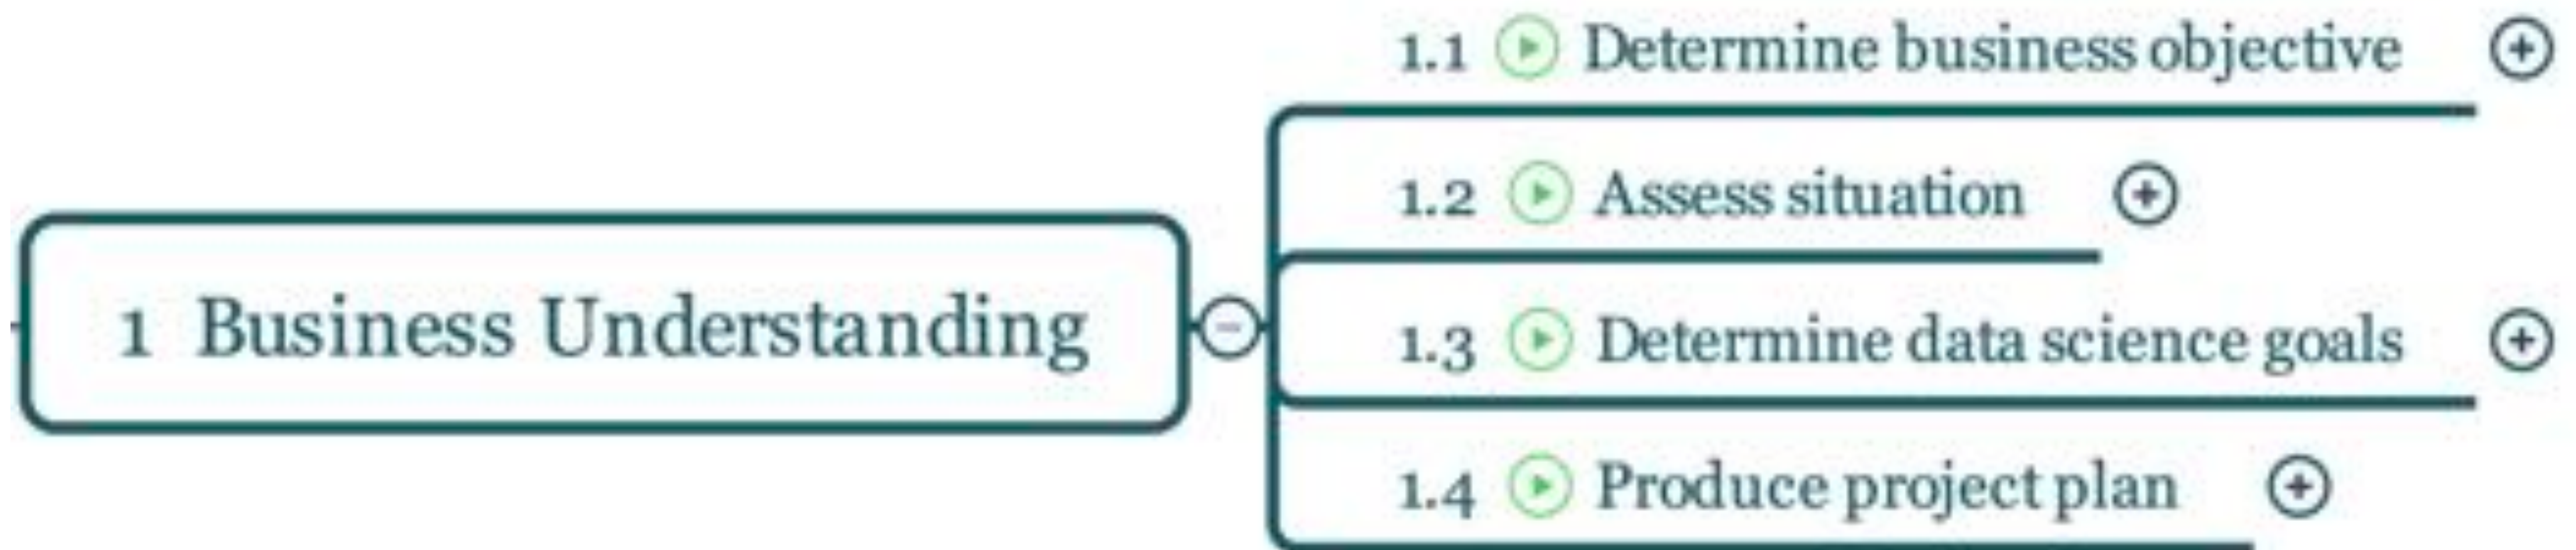 1.1 Determine business objective
1.2 Assess situation
1 Business Understanding
1.3 Determine data science goals
1.4 Produce project plan